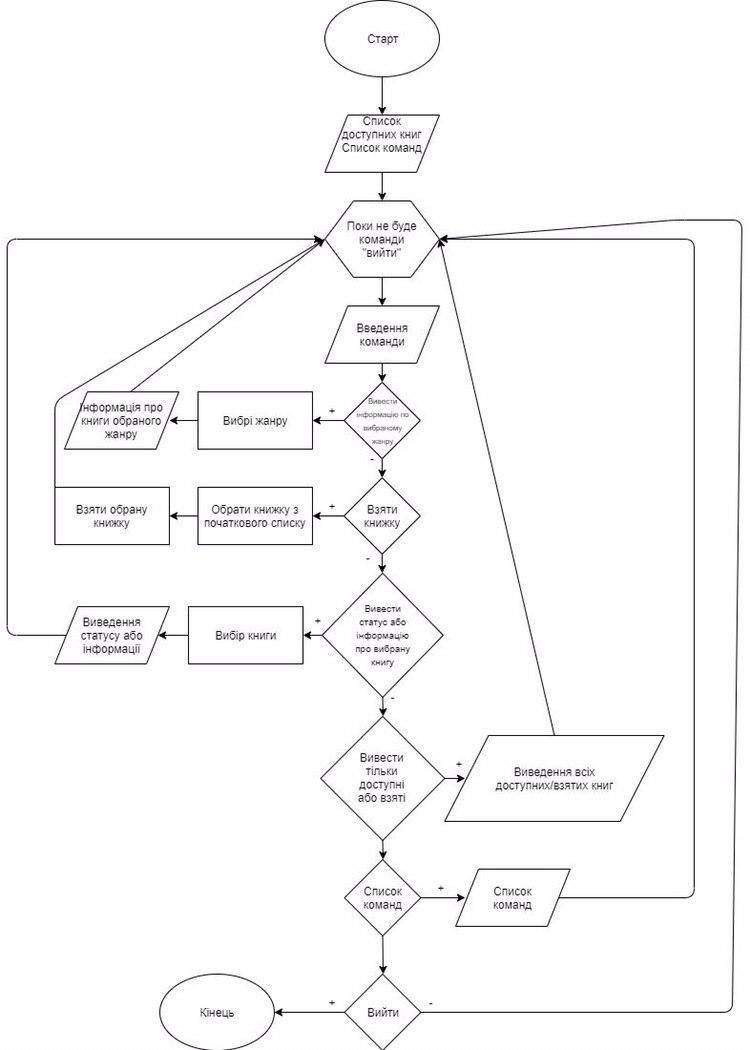 Старт
Список
доступних книг
Список команд
Поки не буде
команди
"вийти"
Введення
команди
Вивести
інформацію по
вибраному
жанру
+
Вибрі жанру
Інформація про
книги обраного
жанру
-
Взяти
книжку
+
Обрати книжку з
початкового списку
Взяти обрану
книжку
-
Вивести
статус або
інформацію
про вибрану
книгу
+
Вибір книги
Виведення
статусу або
інформації
-
Вивести
тільки
доступні
або взяті
+
Виведення всіх
доступних/взятих книг
Список
команд
+
Список
команд
Вийти
+
-
Кінець